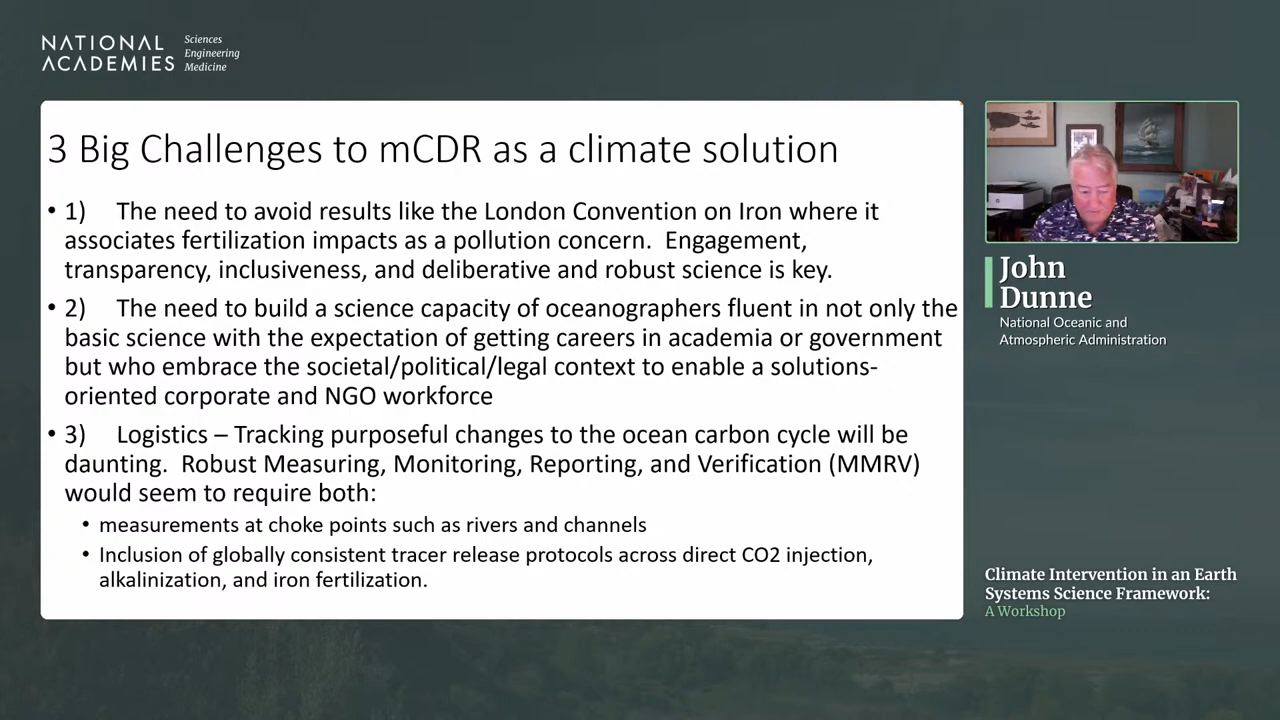 NATIONAL
ACADEMIES
Sciences
Engineering
Medicine
3 Big Challenges to mCDR as a climate solution
• 1) The need to avoid results like the London Convention on Iron where it
associates fertilization impacts as a pollution concern. Engagement,
transparency, inclusiveness, and deliberative and robust science is key.
• 2) The need to build a science capacity of oceanographers fluent in not only the
basic science with the expectation of getting careers in academia or government
but who embrace the societal/political/legal context to enable a solutions-
oriented corporate and NGO workforce
• 3) Logistics – Tracking purposeful changes to the ocean carbon cycle will be
daunting. Robust Measuring, Monitoring, Reporting, and Verification (MMRV)
would seem to require both:
• measurements at choke points such as rivers and channels
• Inclusion of globally consistent tracer release protocols across direct CO2 injection,
alkalinization, and iron fertilization.
John
Dunne
National Oceanic and
Atmospheric Administration
Climate Intervention in an Earth
Systems Science Framework:
A Workshop